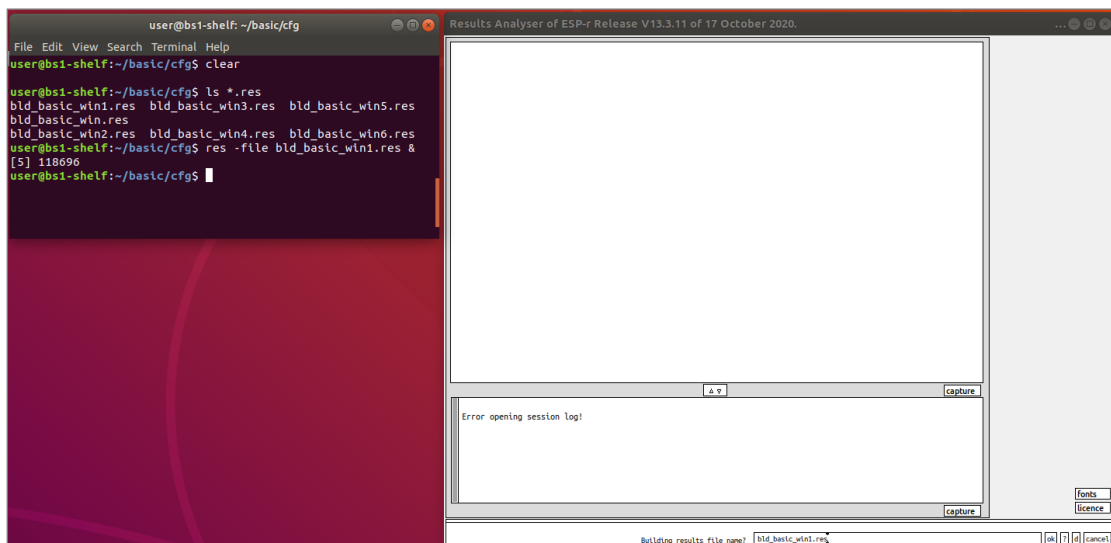 user@bs1-shelf: ~/basic/cfg
File Edit View Search Terminal Help
user@bs1-shelf:~/basic/cfg$ clear
user@bs1-shelf:~/basic/cfg$ ls *.res
bld_basic_win1.res bld_basic_win3.res bld_basic_win5.res
bld_basic_win.res
bld_basic_win2.res bld_basic_win4.res bld_basic_win6.res
user@bs1-shelf:~/basic/cfg$ res -file bld_basic_win1.res &
[5] 118696
user@bs1-shelf:~/basic/cfg$
Results Analyser of ESP-r Release V13.3.11 of 17 October 2020. ...
capture
Error opening session log!
capture
fonts
licence
Building results file name? bld_basic_win1.res ok ? d cancel